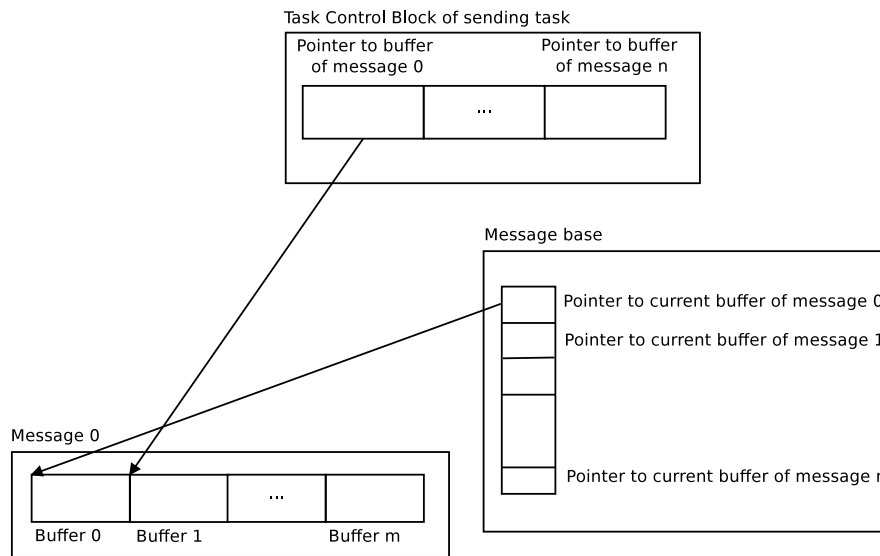 Task Control Block of sending task
Pointer to buffer
of message 0
Pointer to buffer
of message n
...
Message base
Pointer to current buffer of message 0
Pointer to current buffer of message 1
Pointer to current buffer of message n
Message 0
...
Buffer 0
Buffer 1
Buffer m